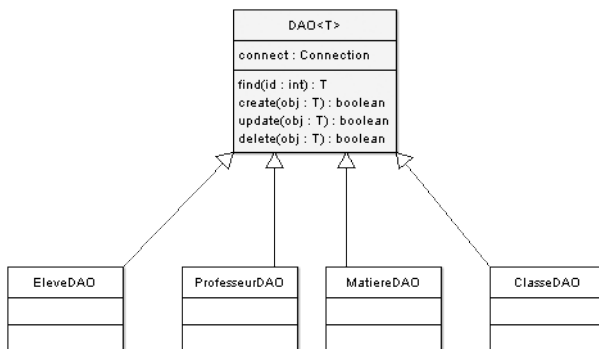 DAO<T>
connect : Connection
find(id : int) : T
create(obj : T) : boolean
update(obj : T) : boolean
delete(obj : T) : boolean
EleveDAO
ProfesseurDAO
MatiereDAO
ClasseDAO